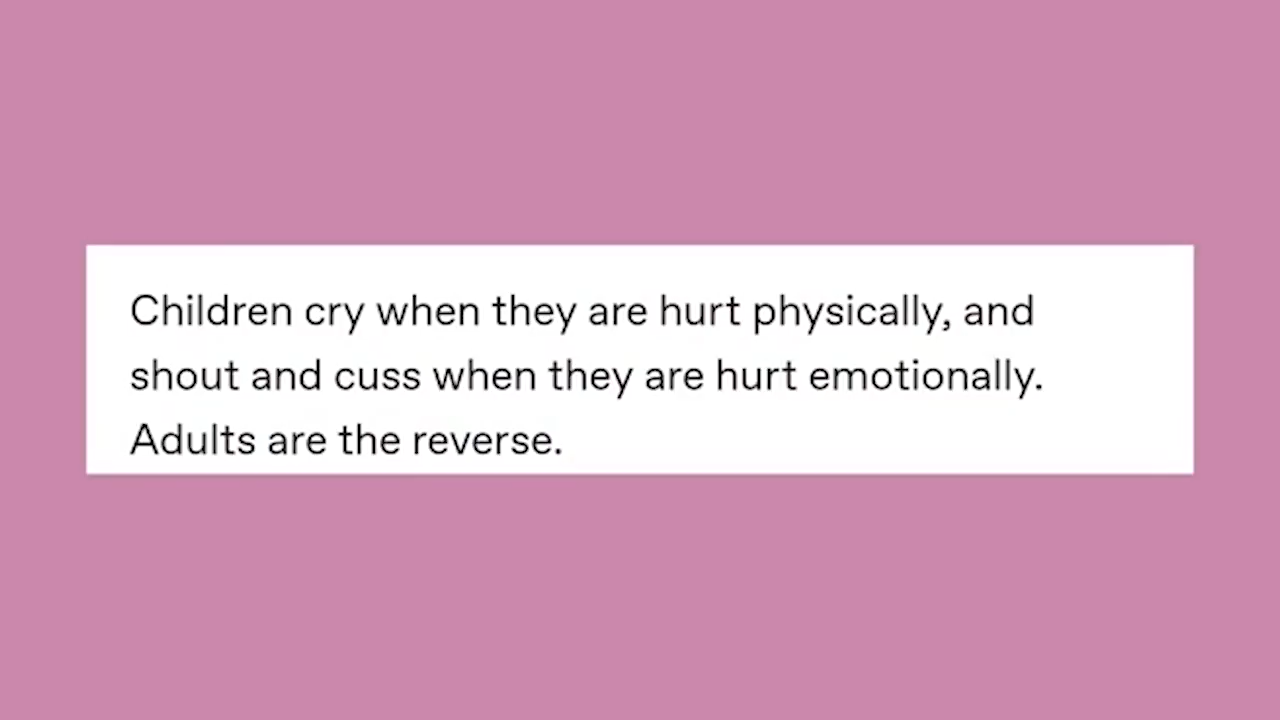 Children cry when they are hurt physically, and
shout and cuss when they are hurt emotionally.
Adults are the reverse.